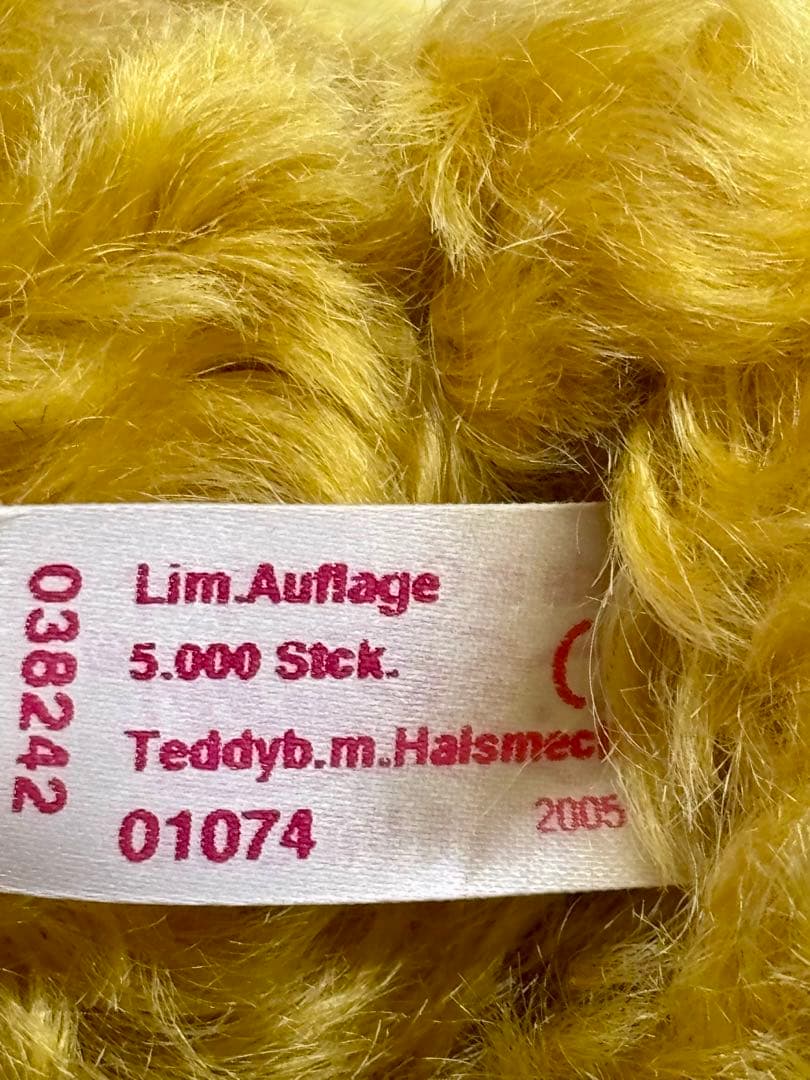 038242
Lim.Auflage
5.000 Stck.
Teddyb.m.Halsmec
01074
2005